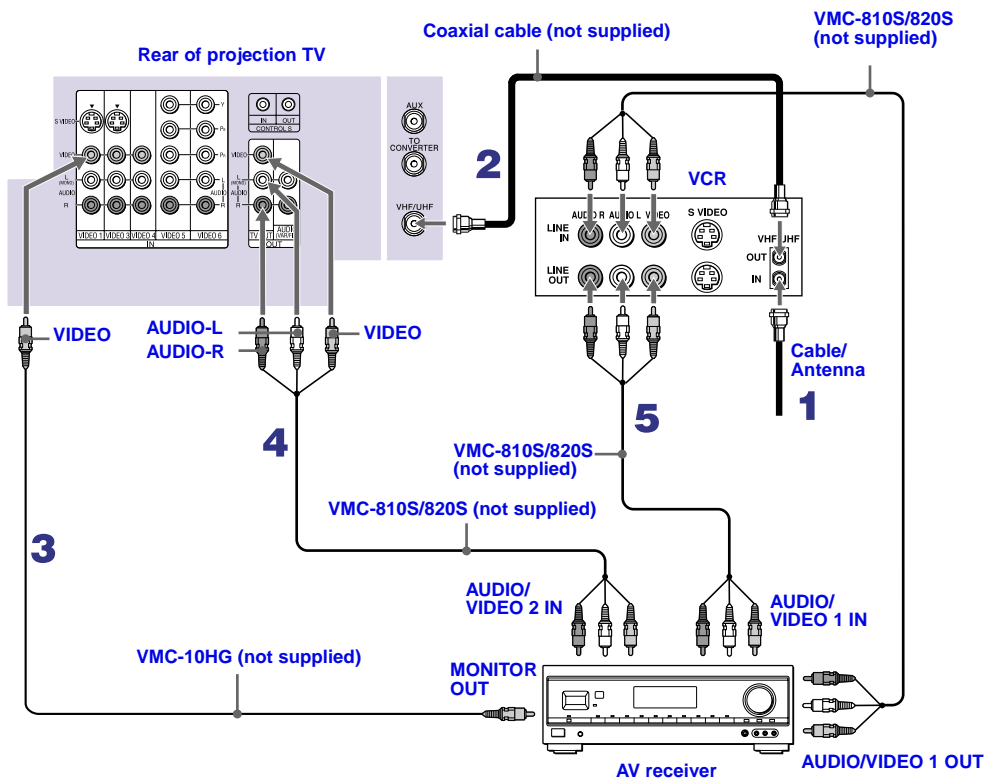 VMC-810S/820S
(not supplied)
Coaxial cable (not supplied)
Rear of projection TV
S VIDEO
VIDEO
L
(MONO)
AUDIO
R
Y
PB
PR
L
AUDIO
R
VIDEO 1
VIDEO 3
VIDEO 4
VIDEO 5
VIDEO 6
IN
IN
OUT
CONTROL S
VIDEO
L
(MONO)
AUDIO
R
TV OUT
AUDIO
OUT
AUX
TO
CONVERTER
VHF/UHF
2
VCR
AUDIO R
AUDIO L
VIDEO
S VIDEO
LINE
IN
LINE
OUT
VHF/UHF
OUT
IN
VIDEO
AUDIO-L
AUDIO-R
VIDEO
Cable/
Antenna
1
4
5
VMC-810S/820S
(not supplied)
VMC-810S/820S (not supplied)
3
AUDIO/
VIDEO 2 IN
AUDIO/
VIDEO 1 IN
VMC-10HG (not supplied)
MONITOR
OUT
AUDIO/VIDEO 1 OUT
AV receiver